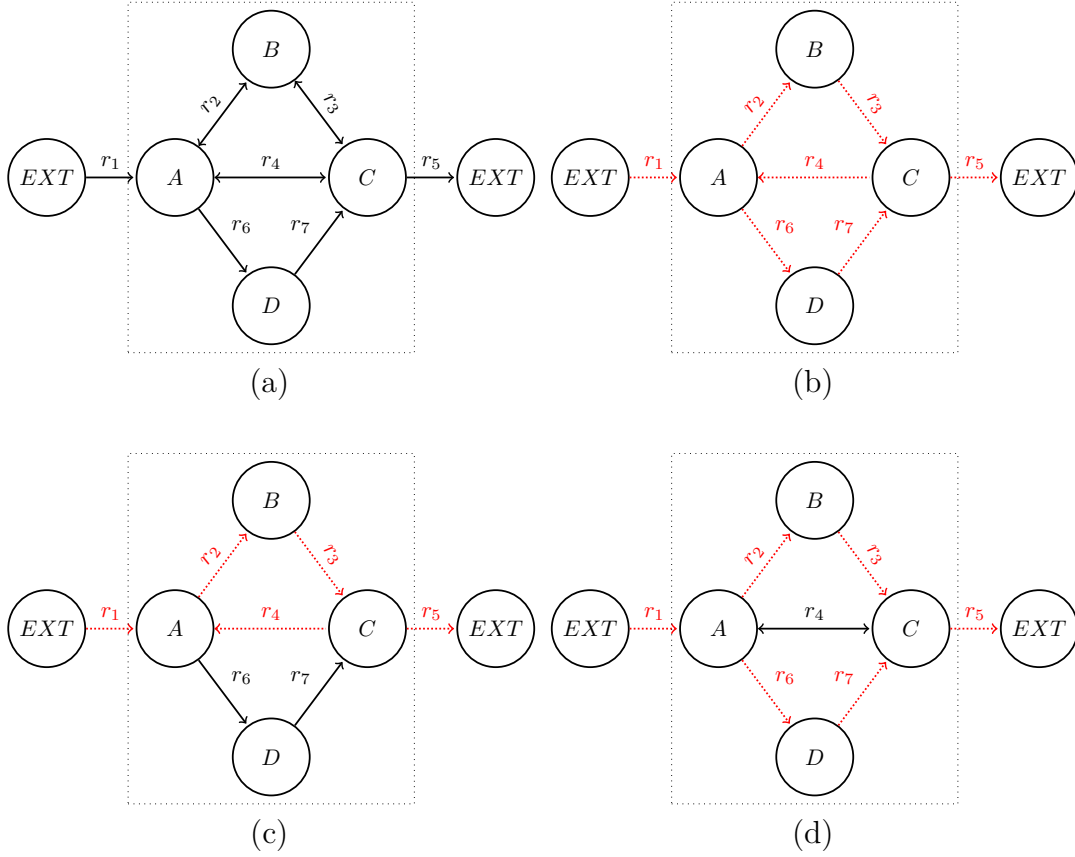 B
r₂
r₃
EXT
r₁
A
r₄
C
r₅
EXT
r₆
r₇
D
(a)
B
r₂
r₃
EXT
r₁
A
r₄
C
r₅
EXT
r₆
r₇
D
(b)
B
r₂
r₃
EXT
r₁
A
r₄
C
r₅
EXT
r₆
r₇
D
(c)
B
r₂
r₃
EXT
r₁
A
r₄
C
r₅
EXT
r₆
r₇
D
(d)